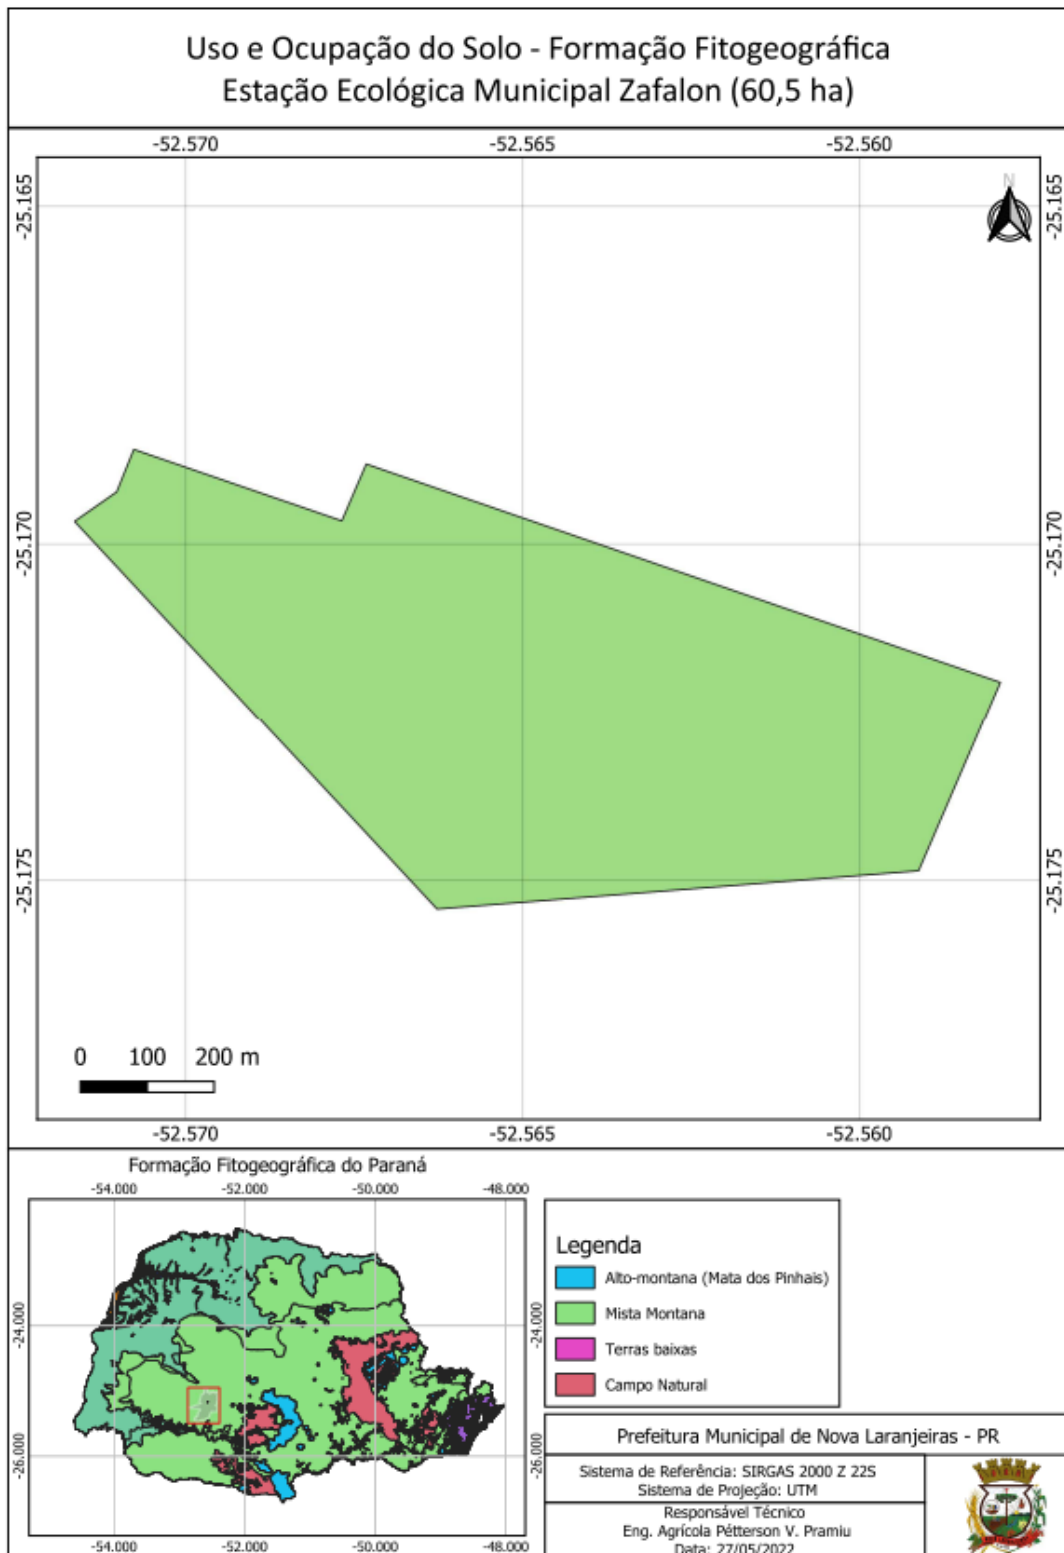 Uso e Ocupação do Solo - Formação Fitogeográfica
Estação Ecológica Municipal Zafalon (60,5 ha)
-52.570 -52.565 -52.560
-25.165 -25.165
N
-25.170 -25.170
-25.175 -25.175
0 100 200 m
-52.570 -52.565 -52.560
Formação Fitogeográfica do Paraná
-54.000 -52.000 -50.000 -48.000
-24.000 -24.000
-26.000 -26.000
-54.000 -52.000 -50.000 -48.000
Legenda
Alto-montana (Mata dos Pinhais)
Mista Montana
Terras baixas
Campo Natural
Prefeitura Municipal de Nova Laranjeiras - PR
Sistema de Referência: SIRGAS 2000 Z 22S
Sistema de Projeção: UTM
Responsável Técnico
Eng. Agrícola Pétterson V. Pramiu
Data: 27/05/2022